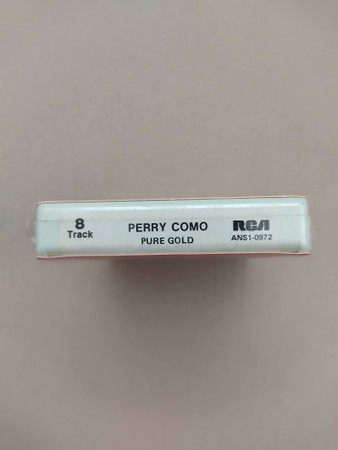 8
Track
PERRY COMO
PURE GOLD
RCA
ANS1-0972